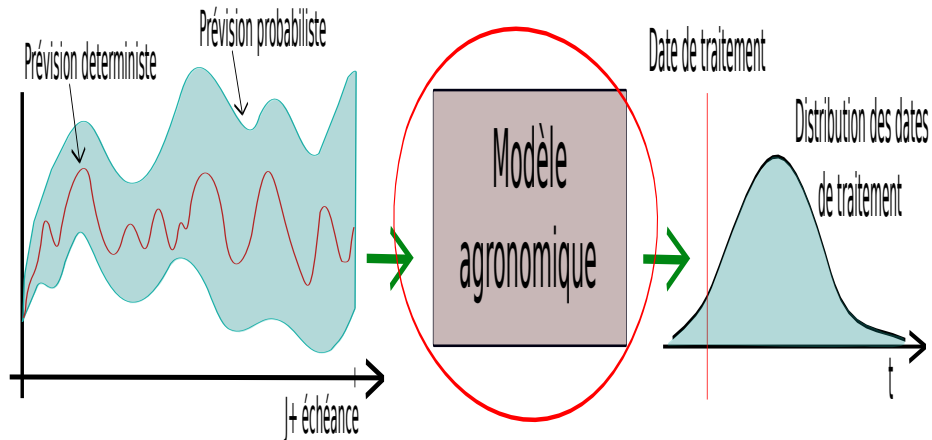 Prévision deterministe
Prévision probabiliste
J+ échéance
Modèle
agronomique
Date de traitement
Distribution des dates
de traitement
t